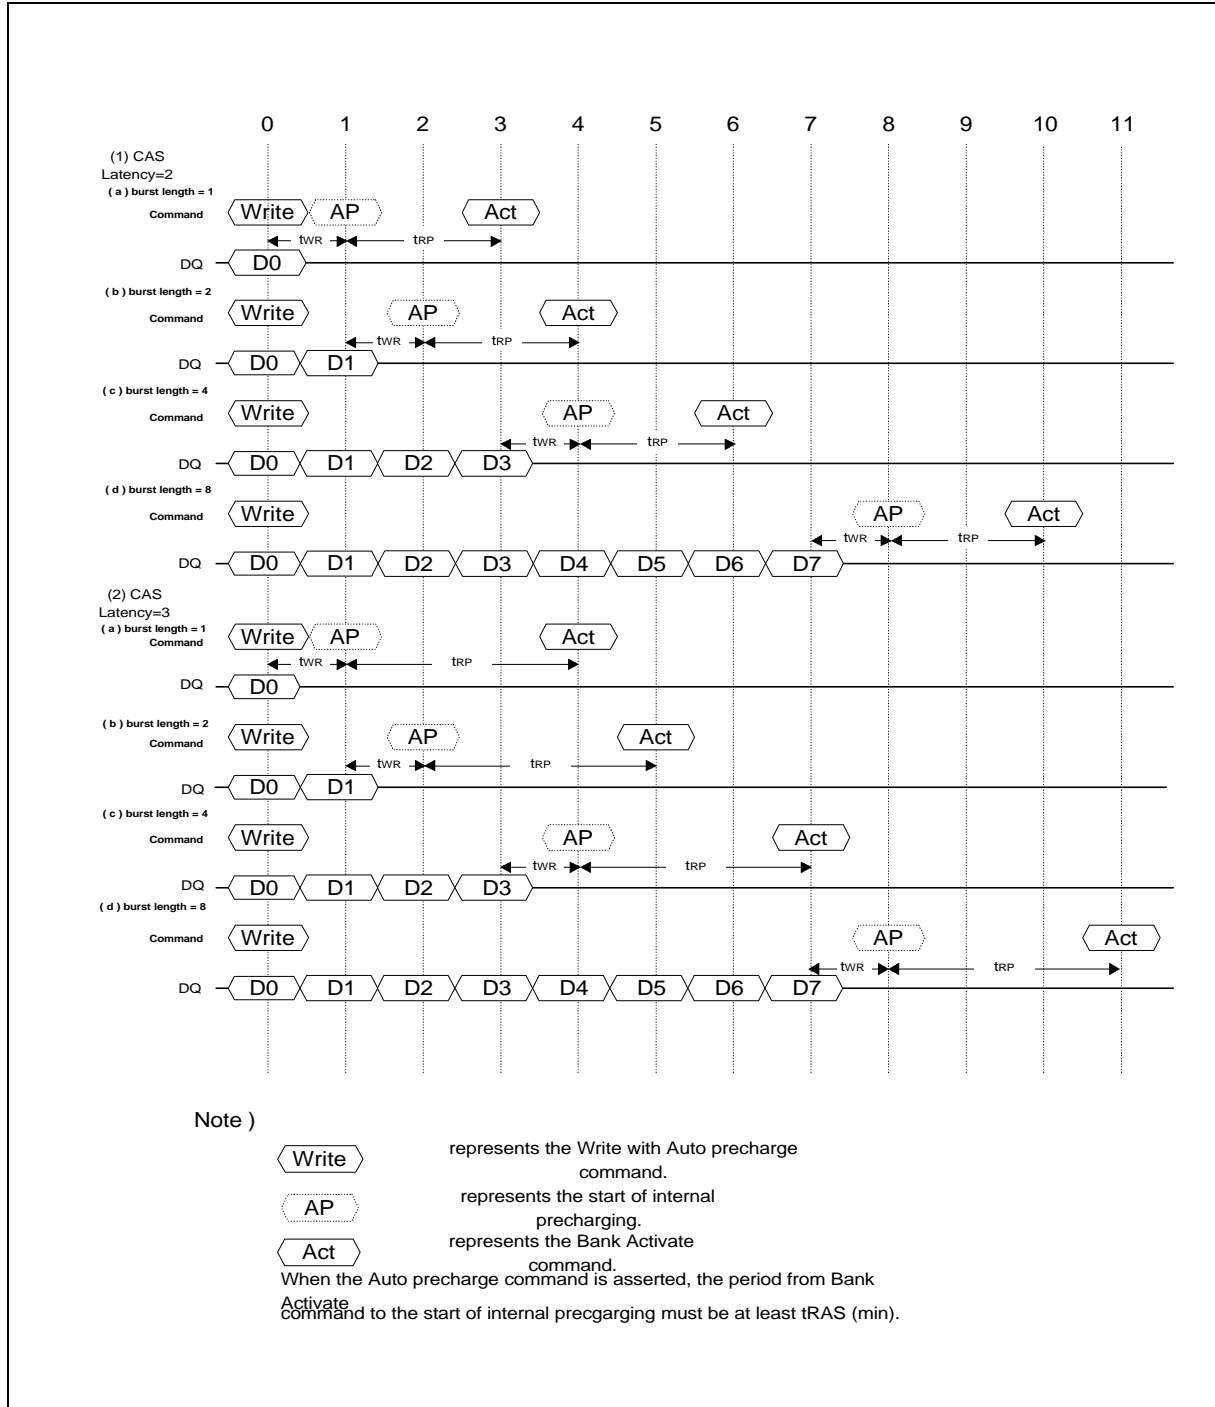 0 1 2 3 4 5 6 7 8 9 10 11
(1) CAS
Latency=2
( a ) burst length = 1
Command Write AP Act
tWR tRP
DQ D0
( b ) burst length = 2
Command Write AP Act
tWR tRP
DQ D0 D1
( c ) burst length = 4
Command Write AP Act
tWR tRP
DQ D0 D1 D2 D3
( d ) burst length = 8
Command Write AP Act
tWR tRP
DQ D0 D1 D2 D3 D4 D5 D6 D7
(2) CAS
Latency=3
( a ) burst length = 1
Command Write AP Act
tWR tRP
DQ D0
( b ) burst length = 2
Command Write AP Act
tWR tRP
DQ D0 D1
( c ) burst length = 4
Command Write AP Act
tWR tRP
DQ D0 D1 D2 D3
( d ) burst length = 8
Command Write AP Act
tWR tRP
DQ D0 D1 D2 D3 D4 D5 D6 D7
Note )
Write represents the Write with Auto precharge
command.
AP represents the start of internal
precharging.
Act represents the Bank Activate
command.
When the Auto precharge command is asserted, the period from Bank
Activate
command to the start of internal precgarging must be at least tRAS (min).